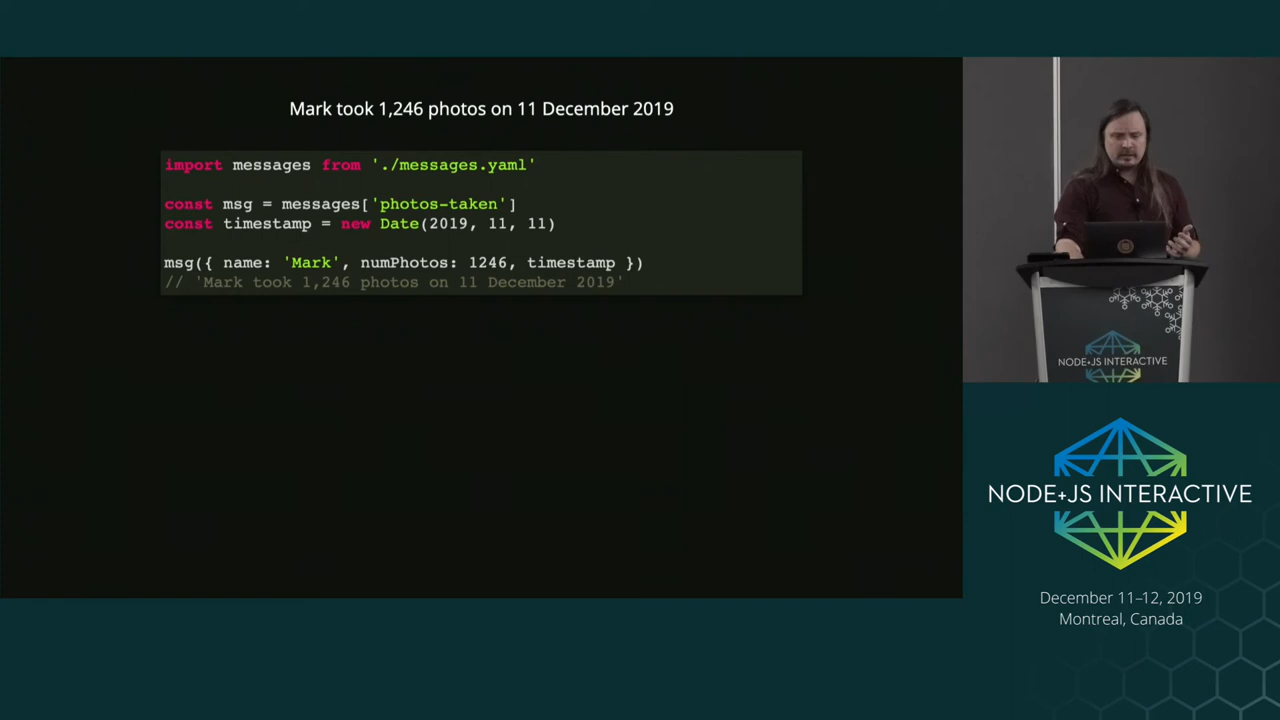 Mark took 1,246 photos on 11 December 2019
import messages from './messages.yaml'
const msg = messages['photos-taken']
const timestamp = new Date(2019, 11, 11)
msg({ name: 'Mark', numPhotos: 1246, timestamp })
// 'Mark took 1,246 photos on 11 December 2019'
NODE+JS INTERACTIVE
NODE+JS INTERACTIVE
December 11–12, 2019
Montreal, Canada